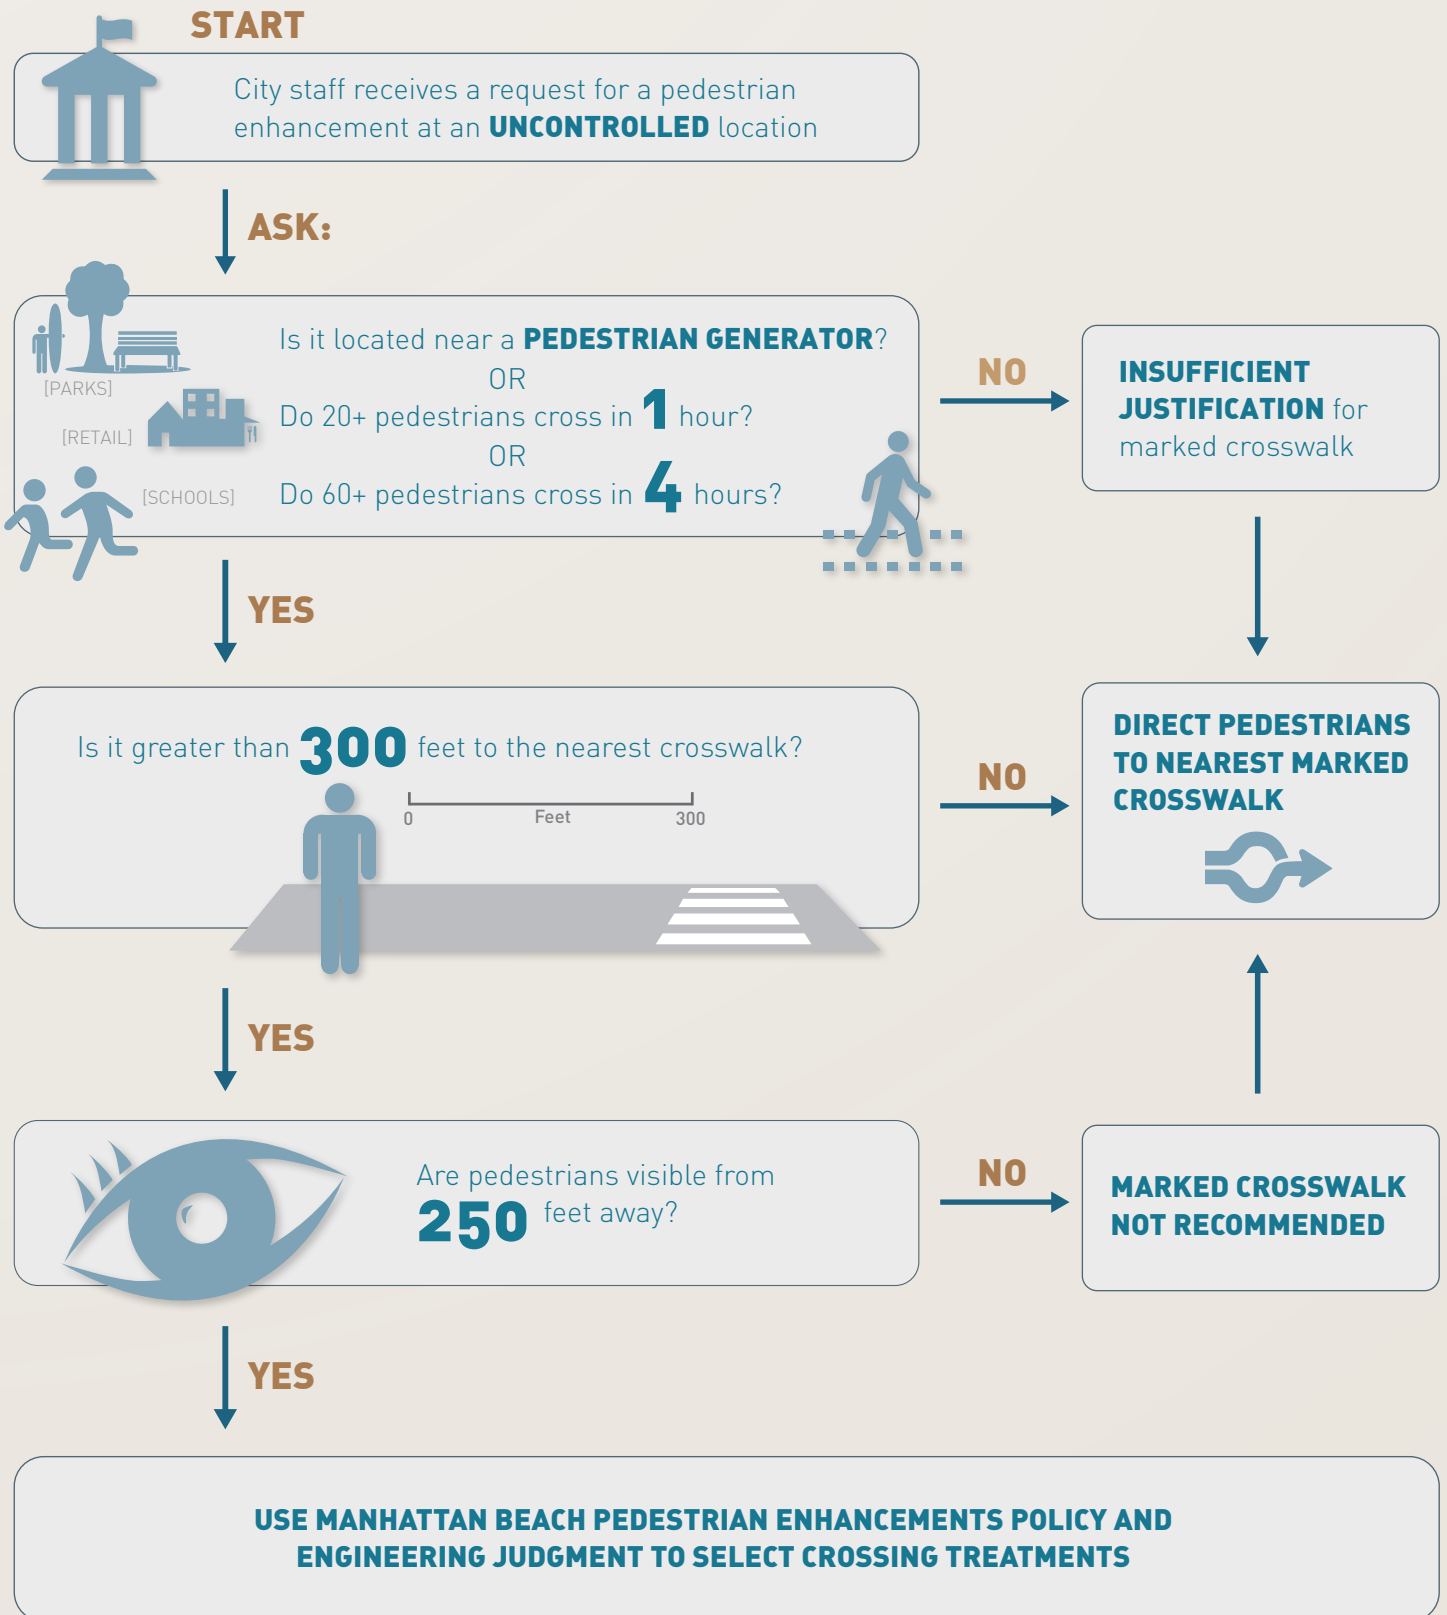 START
City staff receives a request for a pedestrian
enhancement at an UNCONTROLLED location
ASK:
[PARKS]
[RETAIL]
[SCHOOLS]
Is it located near a PEDESTRIAN GENERATOR?
OR
Do 20+ pedestrians cross in 1 hour?
OR
Do 60+ pedestrians cross in 4 hours?
NO
INSUFFICIENT
JUSTIFICATION for
marked crosswalk
YES
Is it greater than 300 feet to the nearest crosswalk?
0 Feet 300
NO
DIRECT PEDESTRIANS
TO NEAREST MARKED
CROSSWALK
YES
Are pedestrians visible from
250 feet away?
NO
MARKED CROSSWALK
NOT RECOMMENDED
YES
USE MANHATTAN BEACH PEDESTRIAN ENHANCEMENTS POLICY AND
ENGINEERING JUDGMENT TO SELECT CROSSING TREATMENTS